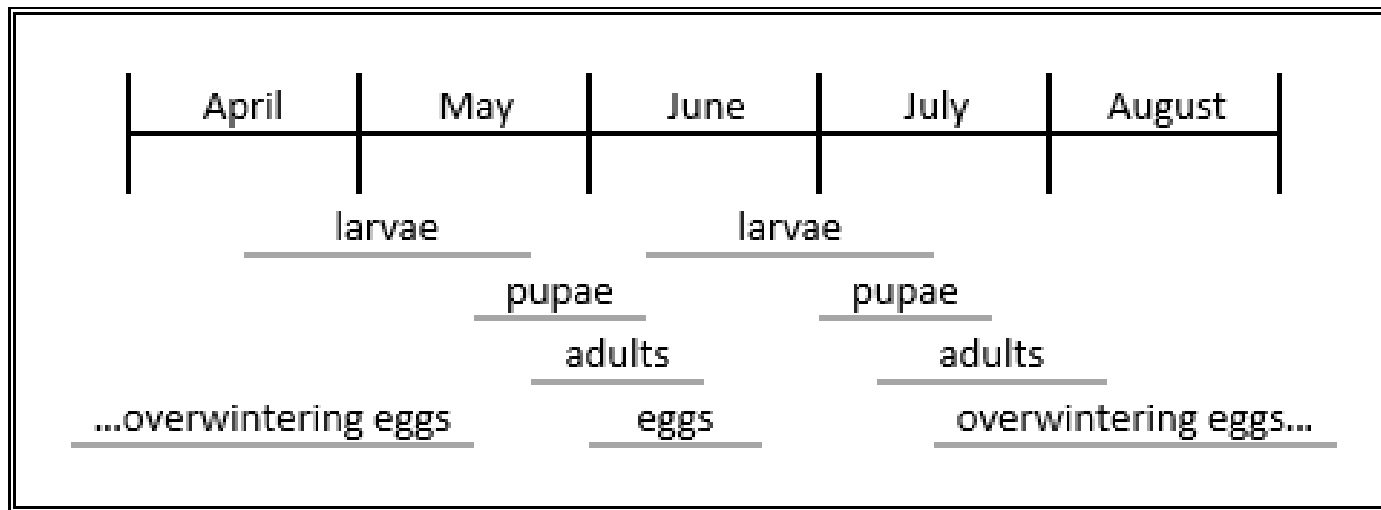 April May June July August
larvae larvae
pupae pupae
adults adults
...overwintering eggs eggs overwintering eggs...